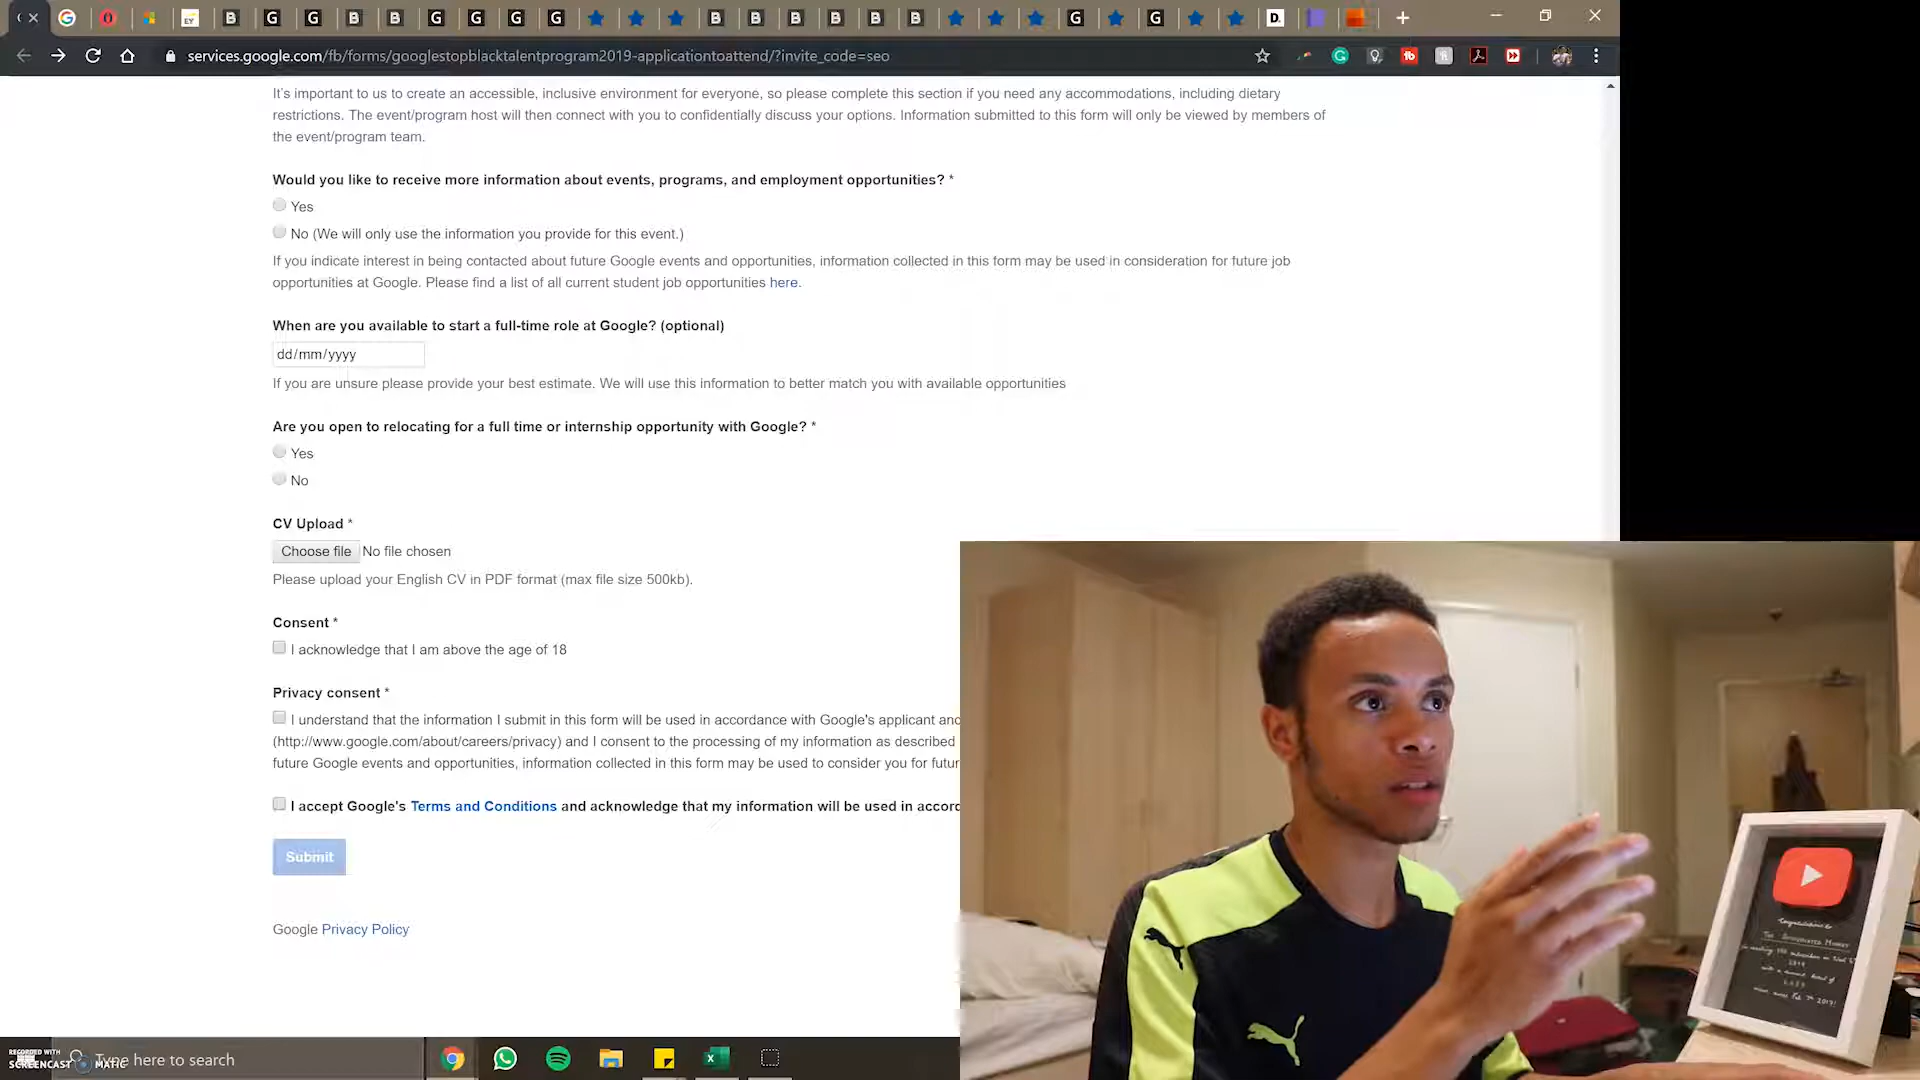 services.google.com/fb/forms/googlestopblacktalentprogram2019-applicationtoattend/?invite_code=seo
It's important to us to create an accessible, inclusive environment for everyone, so please complete this section if you need any accommodations, including dietary
restrictions. The event/program host will then connect with you to confidentially discuss your options. Information submitted to this form will only be viewed by members of
the event/program team.
Would you like to receive more information about events, programs, and employment opportunities? *
Yes
No (We will only use the information you provide for this event.)
If you indicate interest in being contacted about future Google events and opportunities, information collected in this form may be used in consideration for future job
opportunities at Google. Please find a list of all current student job opportunities here.
When are you available to start a full-time role at Google? (optional)
dd/mm/yyyy
If you are unsure please provide your best estimate. We will use this information to better match you with available opportunities
Are you open to relocating for a full time or internship opportunity with Google? *
Yes
No
CV Upload *
Choose file No file chosen
Please upload your English CV in PDF format (max file size 500kb).
Consent *
I acknowledge that I am above the age of 18
Privacy consent *
I understand that the information I submit in this form will be used in accordance with Google's applicant and
(http://www.google.com/about/careers/privacy) and I consent to the processing of my information as described
future Google events and opportunities, information collected in this form may be used to consider you for futur
I accept Google's Terms and Conditions and acknowledge that my information will be used in accord
Submit
Google Privacy Policy
RECORDED WITH
SCREENCAST MATIC
Type here to search